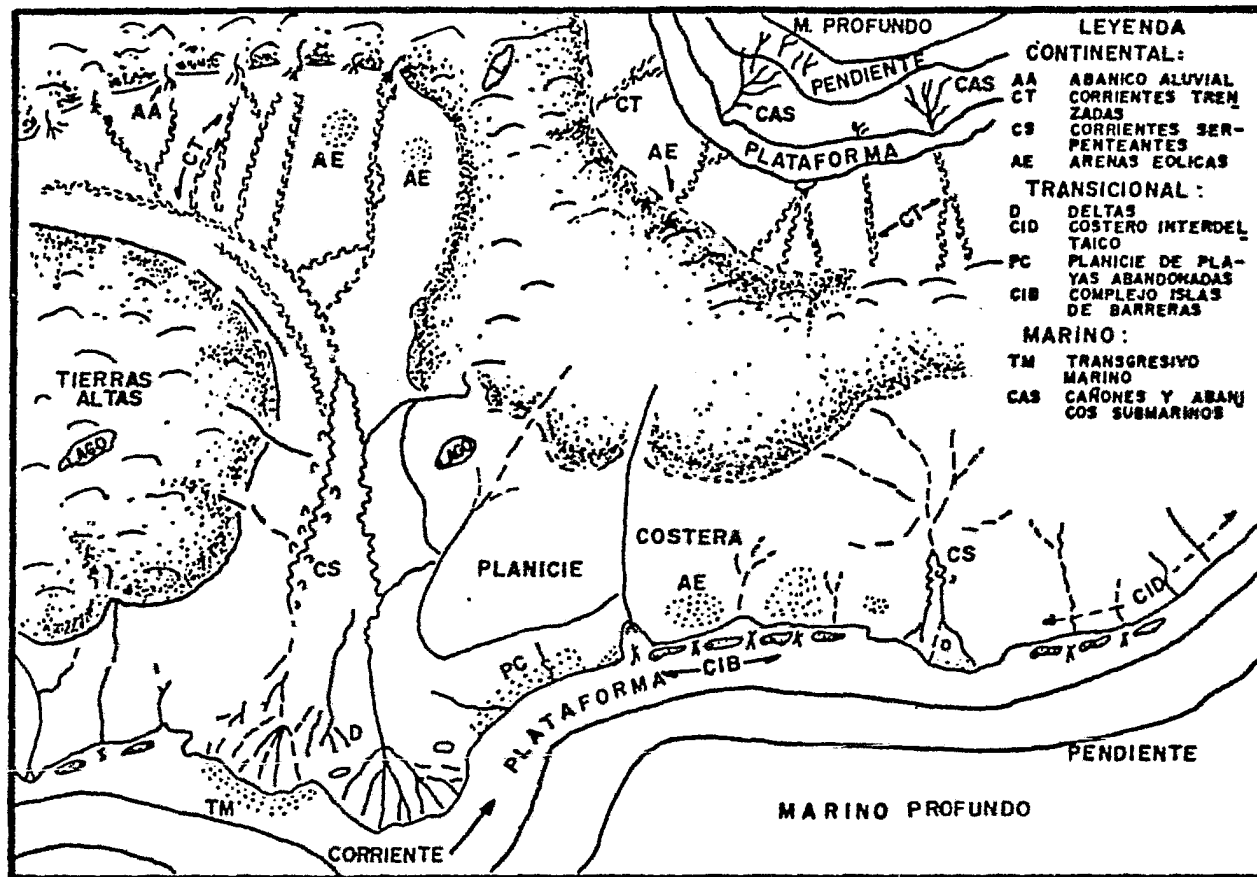 M. PROFUNDO
PENDIENTE
CAS
CAS
PLATAFORMA
LEYENDA
CONTINENTAL:
AA ABANICO ALUVIAL
CT CORRIENTES TREN
ZADAS
CS CORRIENTES SER-
PENTEANTES
AE ARENAS EOLICAS
TRANSICIONAL:
D DELTAS
CID COSTERO INTERDEL
TAICO
PC PLANICIE DE PLA-
YAS ABANDONADAS
CIB COMPLEJO ISLAS
DE BARRERAS
MARINO:
TM TRANSGRESIVO
MARINO
CAS CAÑONES Y ABANI
COS SUBMARINOS
AA
CT
AE
AE
CT
AE
CT
TIERRAS
ALTAS
LAGO
LAGO
CS
PLANICIE
COSTERA
AE
CS
CID
PC
PLATAFORMA
CIB
D
D
D
TM
CORRIENTE
PENDIENTE
MARINO PROFUNDO